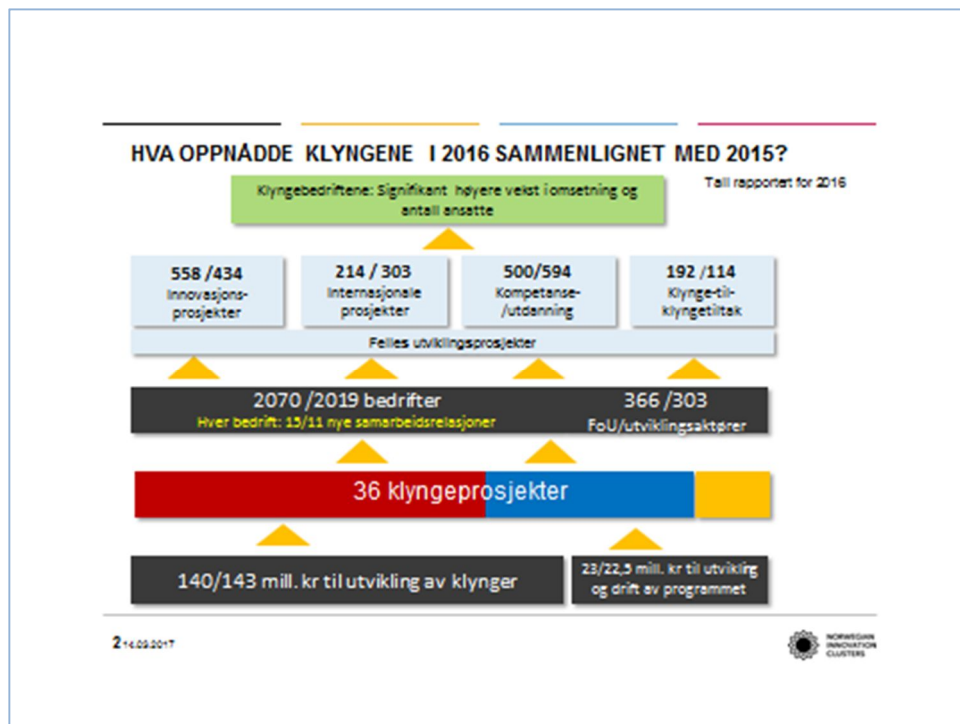 HVA OPPNÅDDE KLYNGENE I 2016 SAMMENLIGNET MED 2015?
Tall rapportet for 2016
Klyngebedriftene: Signifikant høyere vekst i omsetning og
antall ansatte
558 /434
Innovasjons-
prosjekter
214 / 303
Internasjonale
prosjekter
500/594
Kompetanse-
/utdanning
192 /114
Klynge-til-
klyngetiltak
Felles utviklingsprosjekter
2070 /2019 bedrifter
Hver bedrift: 15/11 nye samarbeidsrelasjoner
366 /303
FoU/utviklingsaktører
36 klyngeprosjekter
140/143 mill. kr til utvikling av klynger
23/22,5 mill. kr til utvikling
og drift av programmet
2 14.09.2017
NORWEGIAN
INNOVATION
CLUSTERS